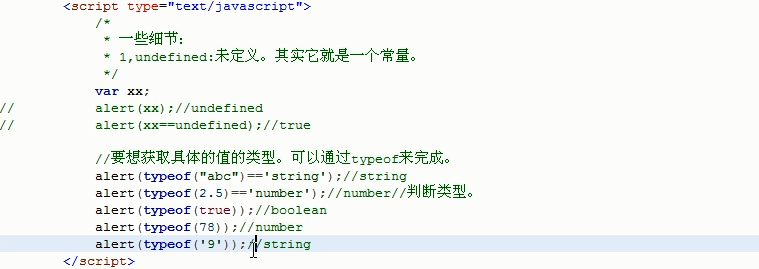 <script type="text/javascript">
/*
* 一些细节：
* 1,undefined:未定义。其实它就是一个常量。
*/
var xx;
// alert(xx);//undefined
// alert(xx==undefined);//true
//要想获取具体的值的类型。可以通过typeof来完成。
alert(typeof("abc")=='string');//string
alert(typeof(2.5)=='number');//number//判断类型。
alert(typeof(true));//boolean
alert(typeof(78));//number
alert(typeof('9'));//string
</script>